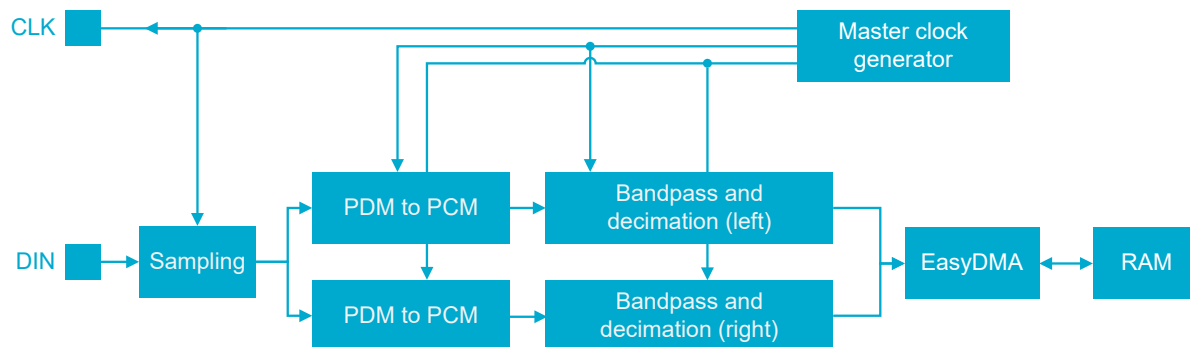 CLK
Master clock
generator
PDM to PCM
Bandpass and
decimation (left)
DIN
Sampling
EasyDMA
RAM
PDM to PCM
Bandpass and
decimation (right)